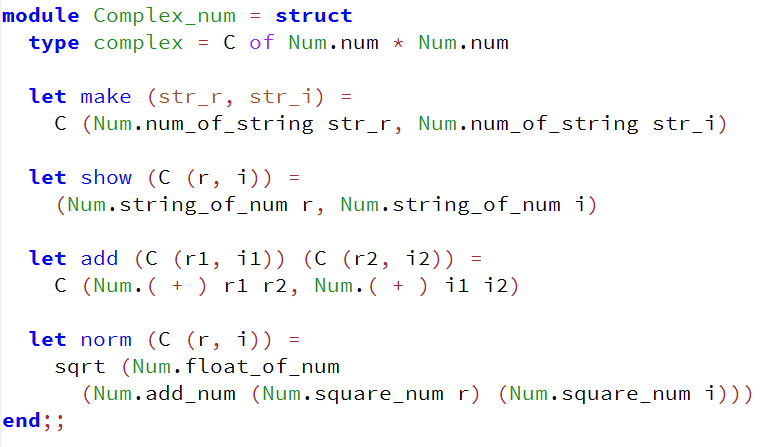 module Complex_num = struct
  type complex = C of Num.num * Num.num

  let make (str_r, str_i) =
    C (Num.num_of_string str_r, Num.num_of_string str_i)

  let show (C (r, i)) =
    (Num.string_of_num r, Num.string_of_num i)

  let add (C (r1, i1)) (C (r2, i2)) =
    C (Num.( + ) r1 r2, Num.( + ) i1 i2)

  let norm (C (r, i)) =
    sqrt (Num.float_of_num
      (Num.add_num (Num.square_num r) (Num.square_num i)))
end;;